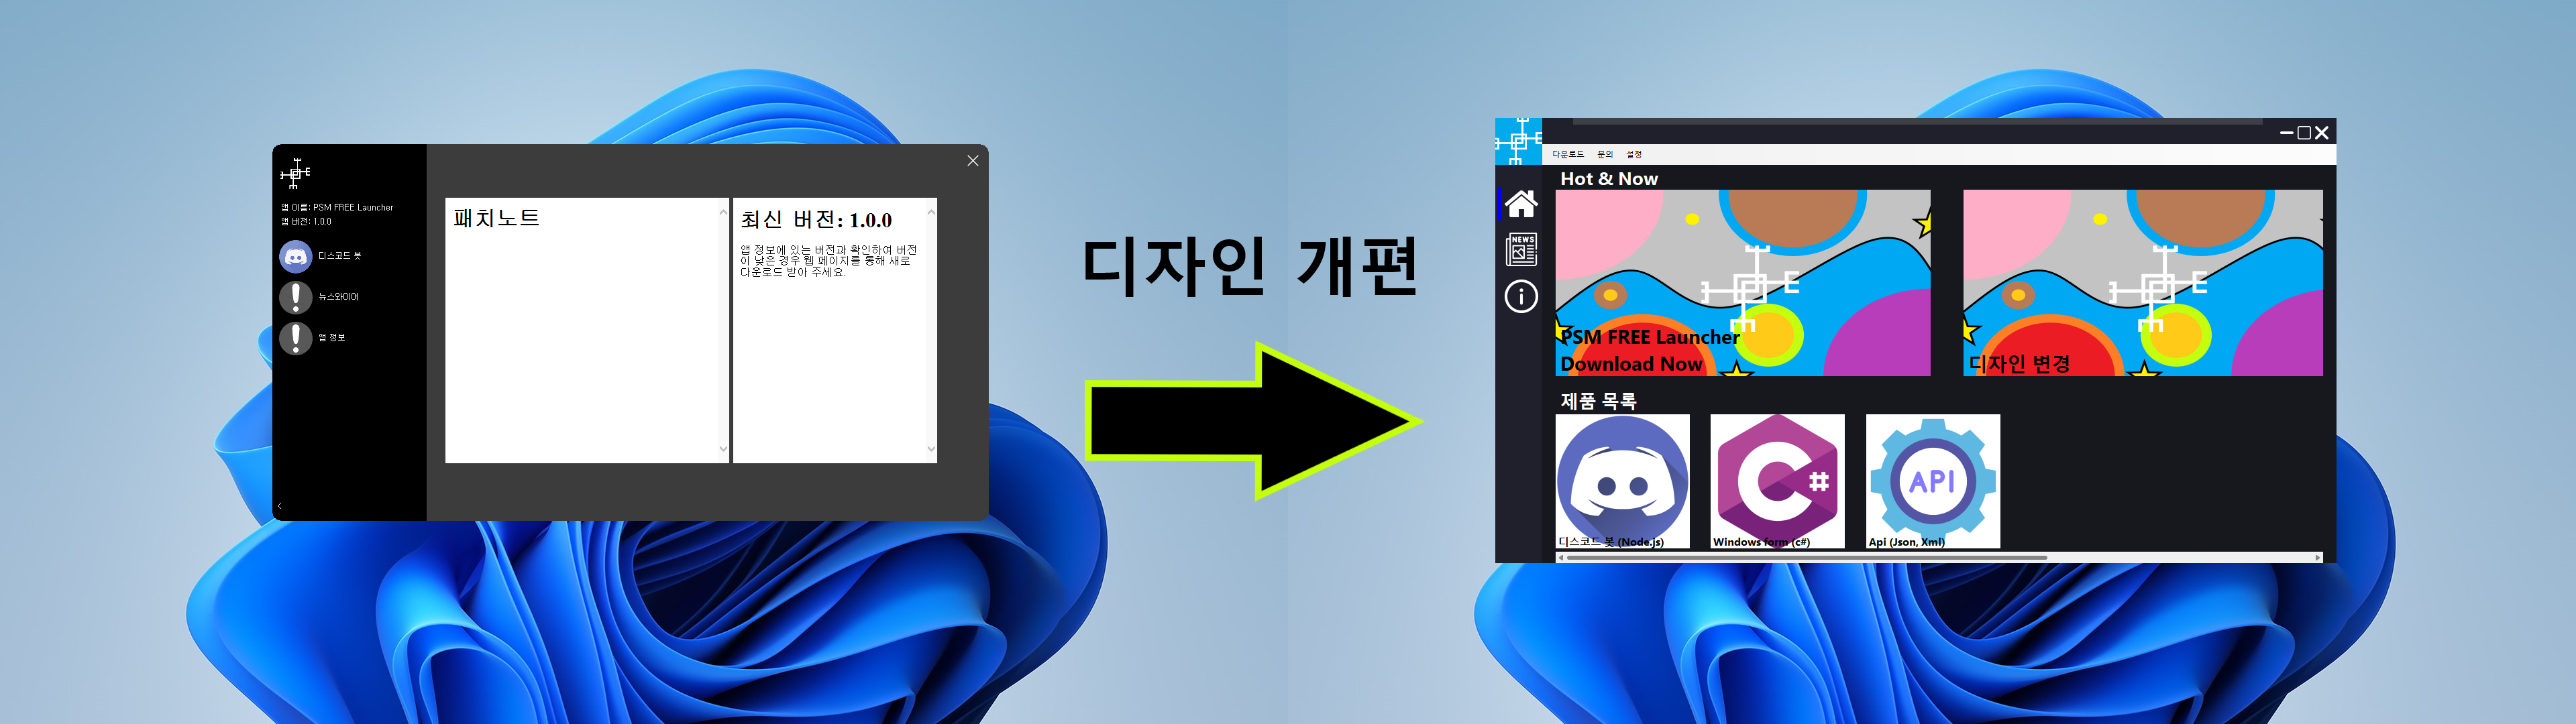 앱 이름: PSM FREE Launcher
앱 버전: 1.0.0
디스코드 봇
뉴스와이어
앱 정보
패치노트
최신 버전: 1.0.0
앱 정보에 있는 버전과 확인하여 버전
이 낮은 경우 웹 페이지를 통해 새로
다운로드 받아 주세요.
디자인 개편
다운로드 문의 설정
NEWS
Hot & Now
PSM FREE Launcher
Download Now
디자인 변경
제품 목록
C#
API
디스코드 봇 (Node.js)
Windows form (c#)
Api (Json, Xml)